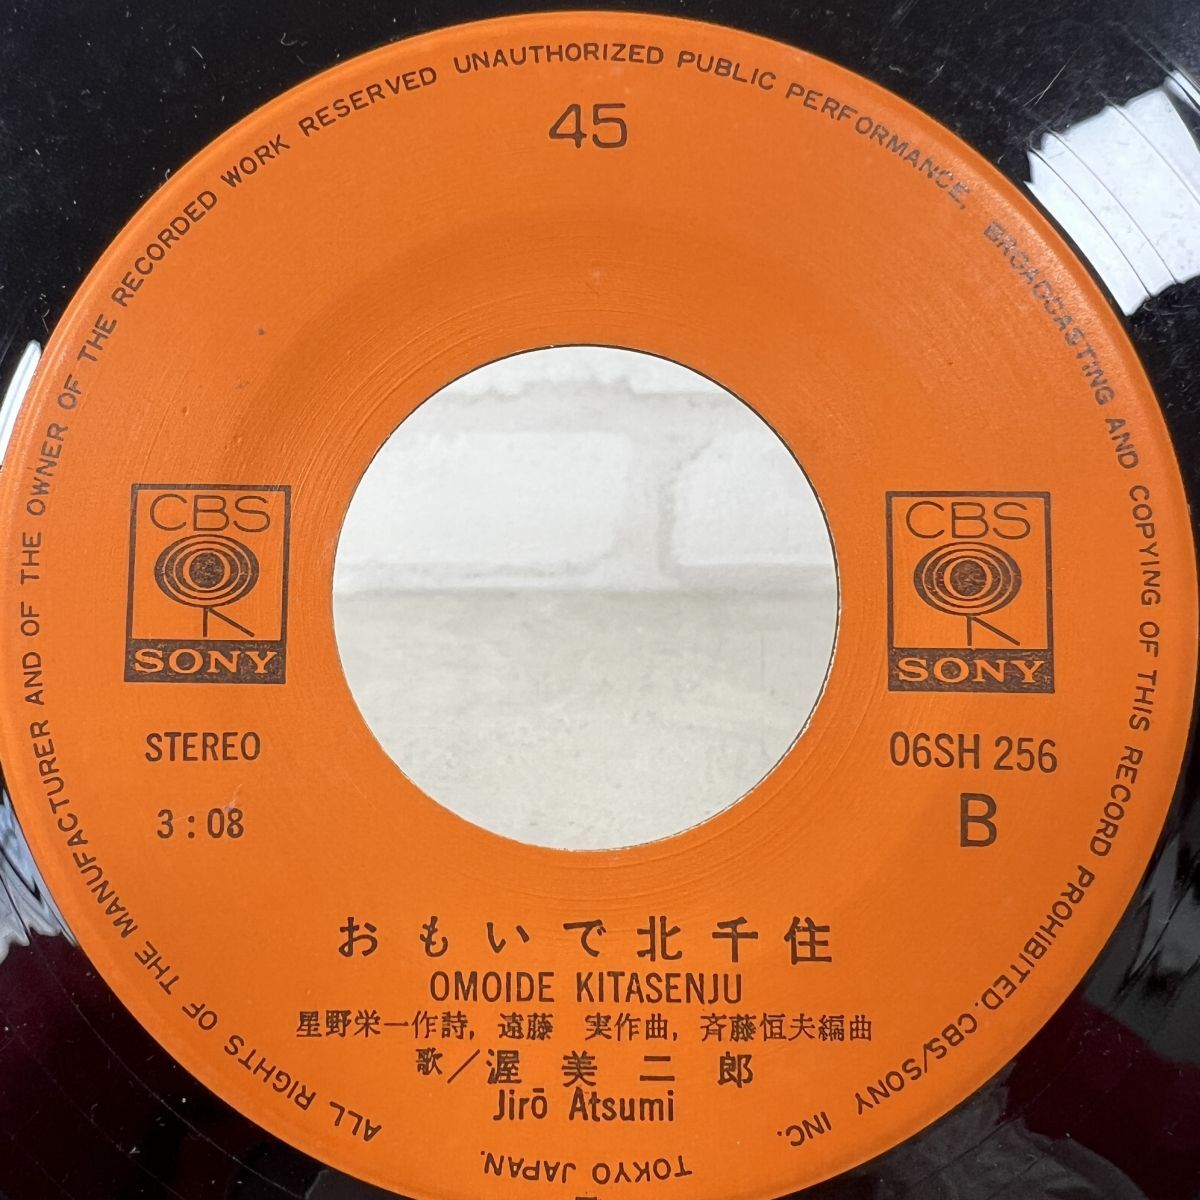 ALL RIGHTS OF THE MANUFACTURER AND OF THE OWNER OF THE RECORDED WORK RESERVED UNAUTHORIZED PUBLIC PERFORMANCE, BROADCASTING AND COPYING OF THIS RECORD PROHIBITED. CBS/SONY INC. TOKYO JAPAN.
45
CBS
SONY
CBS
SONY
STEREO
3:08
06SH 256
B
おもいで北千住
OMOIDE KITASENJU
星野栄一作詩, 遠藤 実作曲, 斉藤恒夫編曲
歌/渥美二郎
Jirō Atsumi